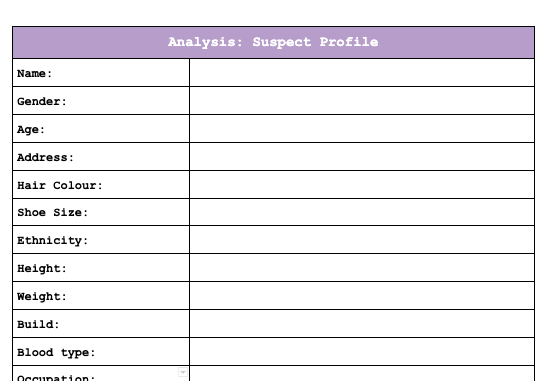 Analysis: Suspect Profile
Name:
Gender:
Age:
Address:
Hair Colour:
Shoe Size:
Ethnicity:
Height:
Weight:
Build:
Blood type:
Occupation: